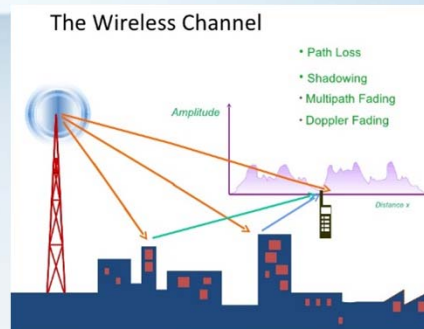 The Wireless Channel
• Path Loss
• Shadowing
• Multipath Fading
• Doppler Fading
Amplitude
Distance x